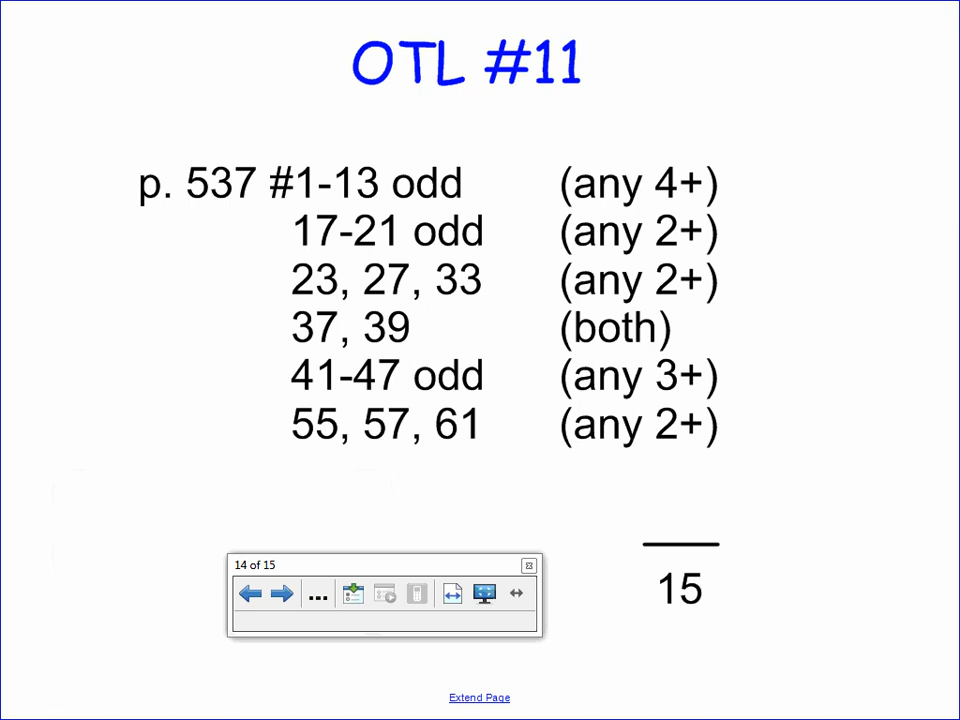 OTL #11
p. 537 #1-13 odd (any 4+)
17-21 odd (any 2+)
23, 27, 33 (any 2+)
37, 39 (both)
41-47 odd (any 3+)
55, 57, 61 (any 2+)
15
14 of 15
...
Extend Page